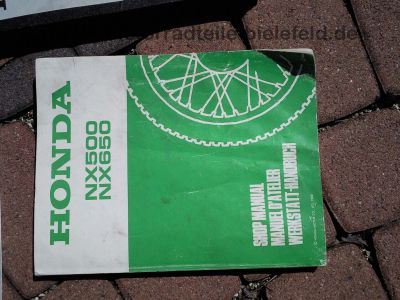 HONDA
NX500
NX650
SHOP MANUAL
MANUEL D'ATELIER
WERKSTATT-HANDBUCH
radteile-bielefeld.de